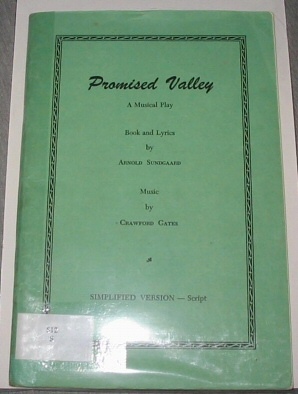 Promised Valley
A Musical Play
Book and Lyrics
by
Arnold Sundgaard
Music
by
Crawford Gates
SIMPLIFIED VERSION — Script